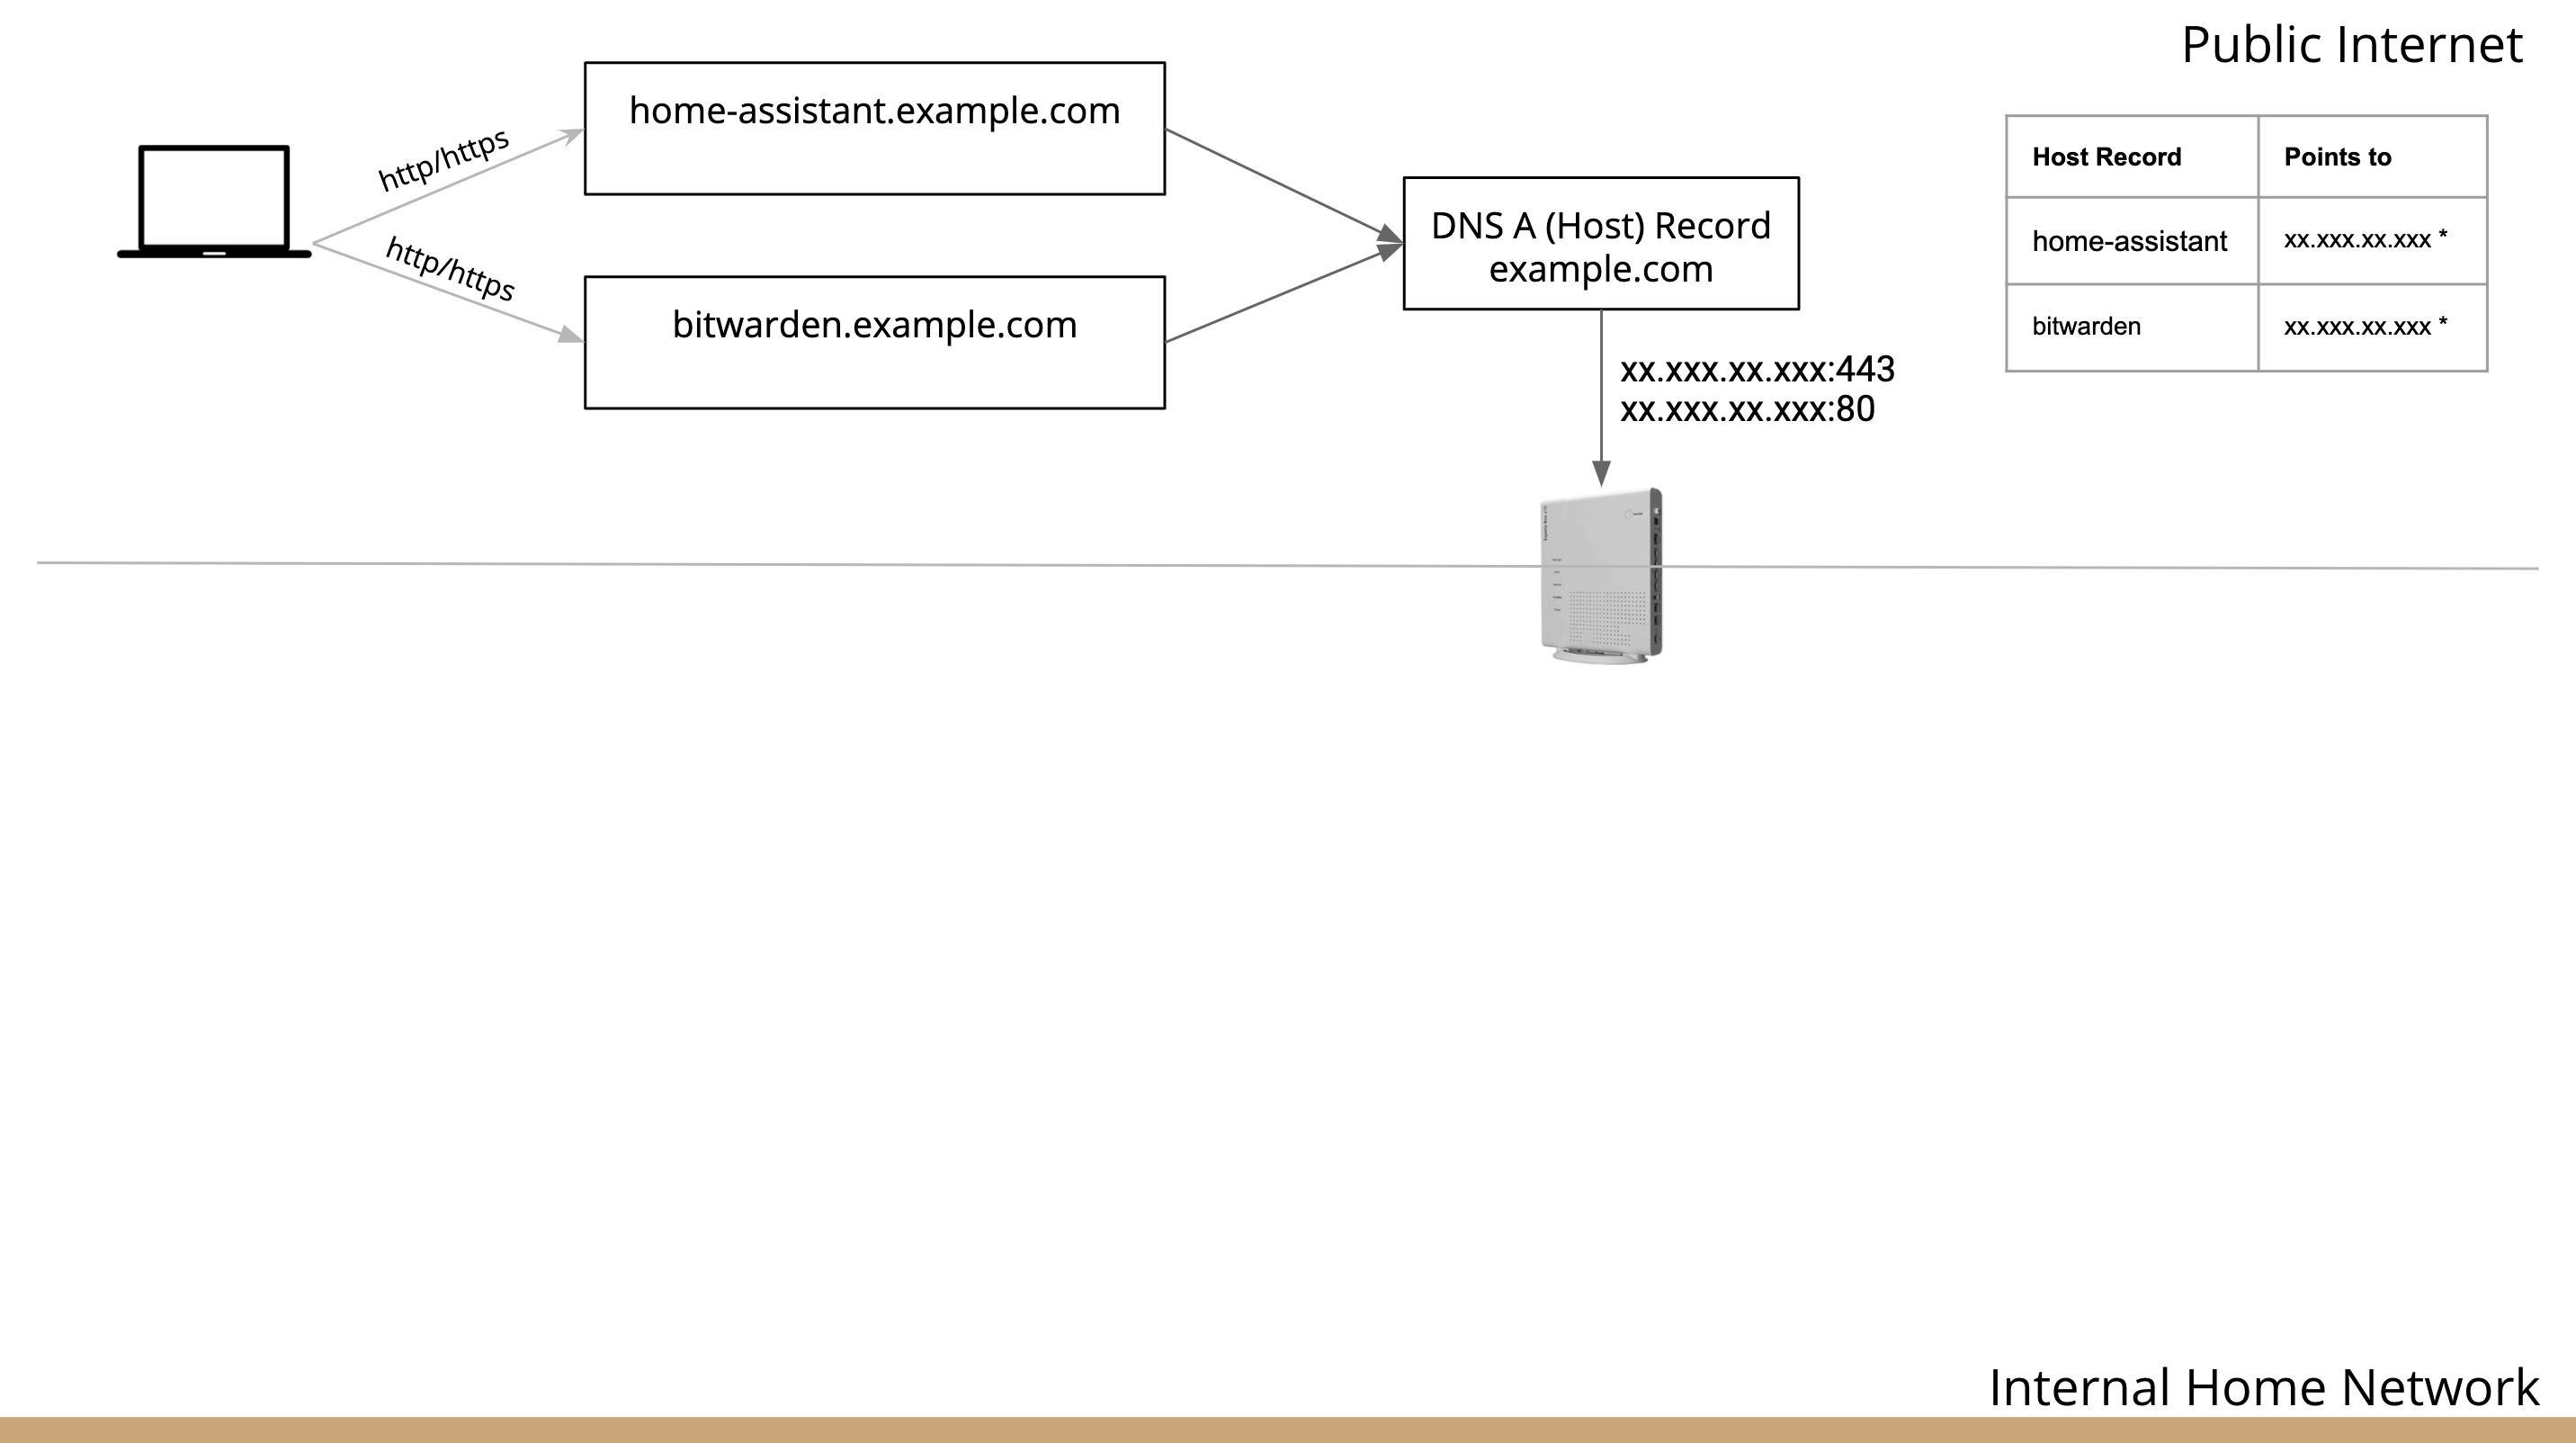 Public Internet
home-assistant.example.com
http/https
http/https
bitwarden.example.com
DNS A (Host) Record
example.com
xx.xxx.xx.xxx:443
xx.xxx.xx.xxx:80
Host Record Points to
home-assistant xx.xxx.xx.xxx *
bitwarden xx.xxx.xx.xxx *
Internal Home Network